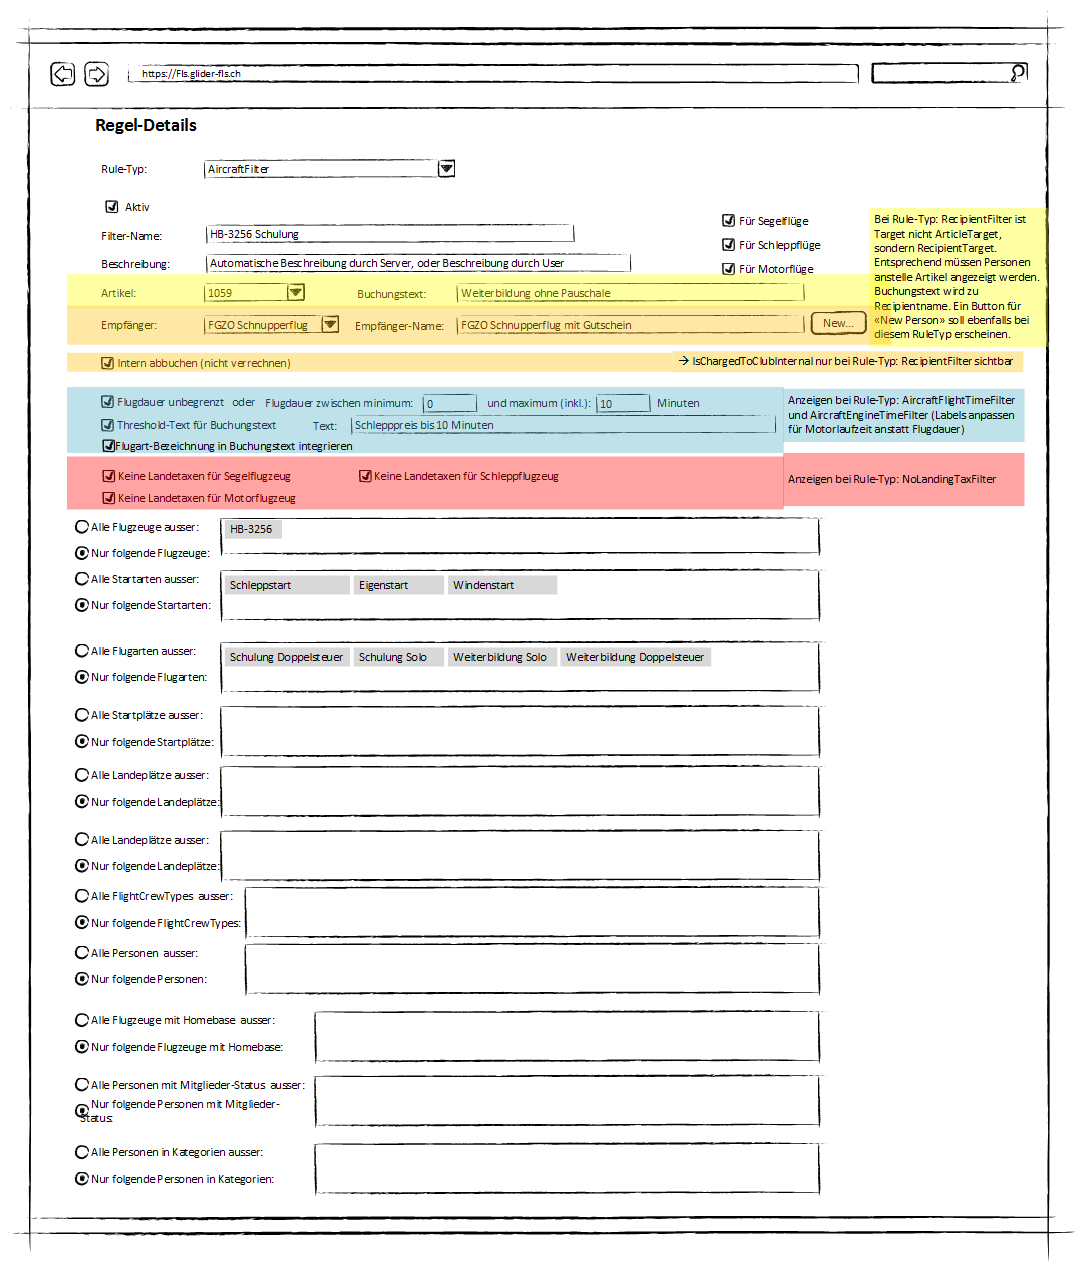 https://Fls.glider-fls.ch
Regel-Details
Rule-Typ: AircraftFilter
Aktiv
Filter-Name: HB-3256 Schulung
Beschreibung: Automatische Beschreibung durch Server, oder Beschreibung durch User
Für Segelflüge
Für Schleppflüge
Für Motorflüge
Bei Rule-Typ: RecipientFilter ist
Target nicht ArticleTarget,
sondern RecipientTarget.
Entsprechend müssen Personen
anstelle Artikel angezeigt werden.
Buchungstext wird zu
Recipientname. Ein Button für
«New Person» soll ebenfalls bei
diesem RuleTyp erscheinen.
Artikel: 1059 Buchungstext: Weiterbildung ohne Pauschale
Empfänger: FGZO Schnupperflug Empfänger-Name: FGZO Schnupperflug mit Gutschein New...
Intern abbuchen (nicht verrechnen) → IsChargedToClubInternal nur bei Rule-Typ: RecipientFilter sichtbar
Flugdauer unbegrenzt oder Flugdauer zwischen minimum: 0 und maximum (inkl.): 10 Minuten
Threshold-Text für Buchungstext Text: Schlepppreis bis 10 Minuten
Flugart-Bezeichnung in Buchungstext integrieren
Anzeigen bei Rule-Typ: AircraftFlightTimeFilter
und AircraftEngineTimeFilter (Labels anpassen
für Motorlaufzeit anstatt Flugdauer)
Keine Landetaxen für Segelflugzeug Keine Landetaxen für Schleppflugzeug
Keine Landetaxen für Motorflugzeug
Anzeigen bei Rule-Typ: NoLandingTaxFilter
Alle Flugzeuge ausser: HB-3256
Nur folgende Flugzeuge:
Alle Startarten ausser: Schleppstart Eigenstart Windenstart
Nur folgende Startarten:
Alle Flugarten ausser: Schulung Doppelsteuer Schulung Solo Weiterbildung Solo Weiterbildung Doppelsteuer
Nur folgende Flugarten:
Alle Startplätze ausser:
Nur folgende Startplätze:
Alle Landeplätze ausser:
Nur folgende Landeplätze:
Alle Landeplätze ausser:
Nur folgende Landeplätze:
Alle FlightCrewTypes ausser:
Nur folgende FlightCrewTypes:
Alle Personen ausser:
Nur folgende Personen:
Alle Flugzeuge mit Homebase ausser:
Nur folgende Flugzeuge mit Homebase:
Alle Personen mit Mitglieder-Status ausser:
Nur folgende Personen mit Mitglieder-
Status:
Alle Personen in Kategorien ausser:
Nur folgende Personen in Kategorien: